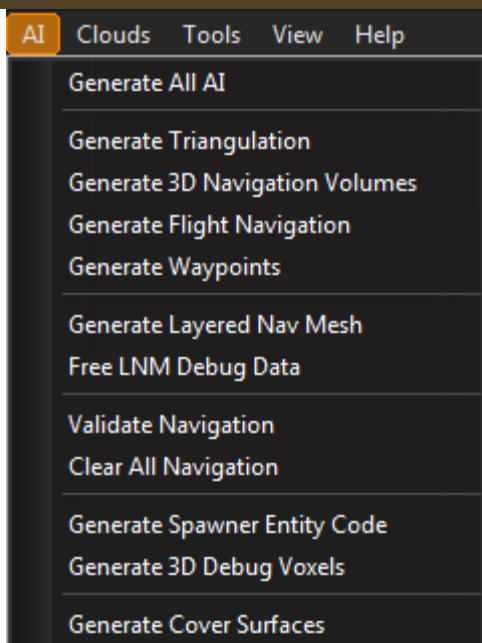 AI Clouds Tools View Help
Generate All AI
Generate Triangulation
Generate 3D Navigation Volumes
Generate Flight Navigation
Generate Waypoints
Generate Layered Nav Mesh
Free LNM Debug Data
Validate Navigation
Clear All Navigation
Generate Spawner Entity Code
Generate 3D Debug Voxels
Generate Cover Surfaces